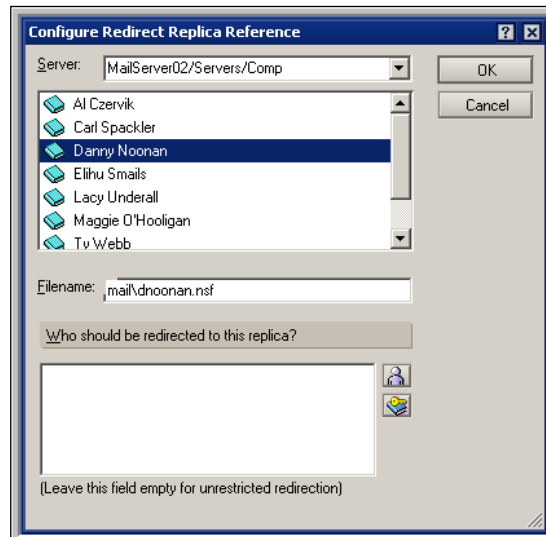 Configure Redirect Replica Reference
Server: MailServer02/Servers/Comp
OK
Cancel
Al Czervik
Carl Spackler
Danny Noonan
Elihu Smails
Lacy Underall
Maggie O'Hooligan
Ty Webb
Filename: mail\dnoonan.nsf
Who should be redirected to this replica?
(Leave this field empty for unrestricted redirection)